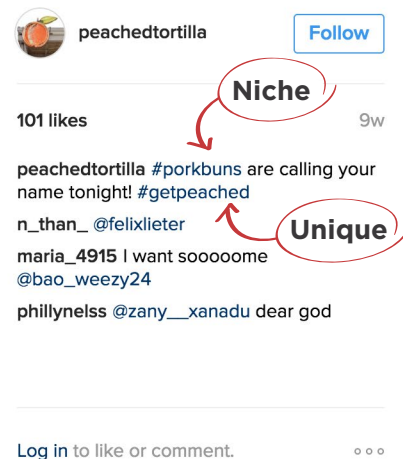 peachedtortilla
Follow
Niche
101 likes
9w
peachedtortilla #porkbuns are calling your
name tonight! #getpeached
n_than_ @felixlieter
Unique
maria_4915 I want sooooome
@bao_weezy24
phillynelss @zany__xanadu dear god
Log in to like or comment.